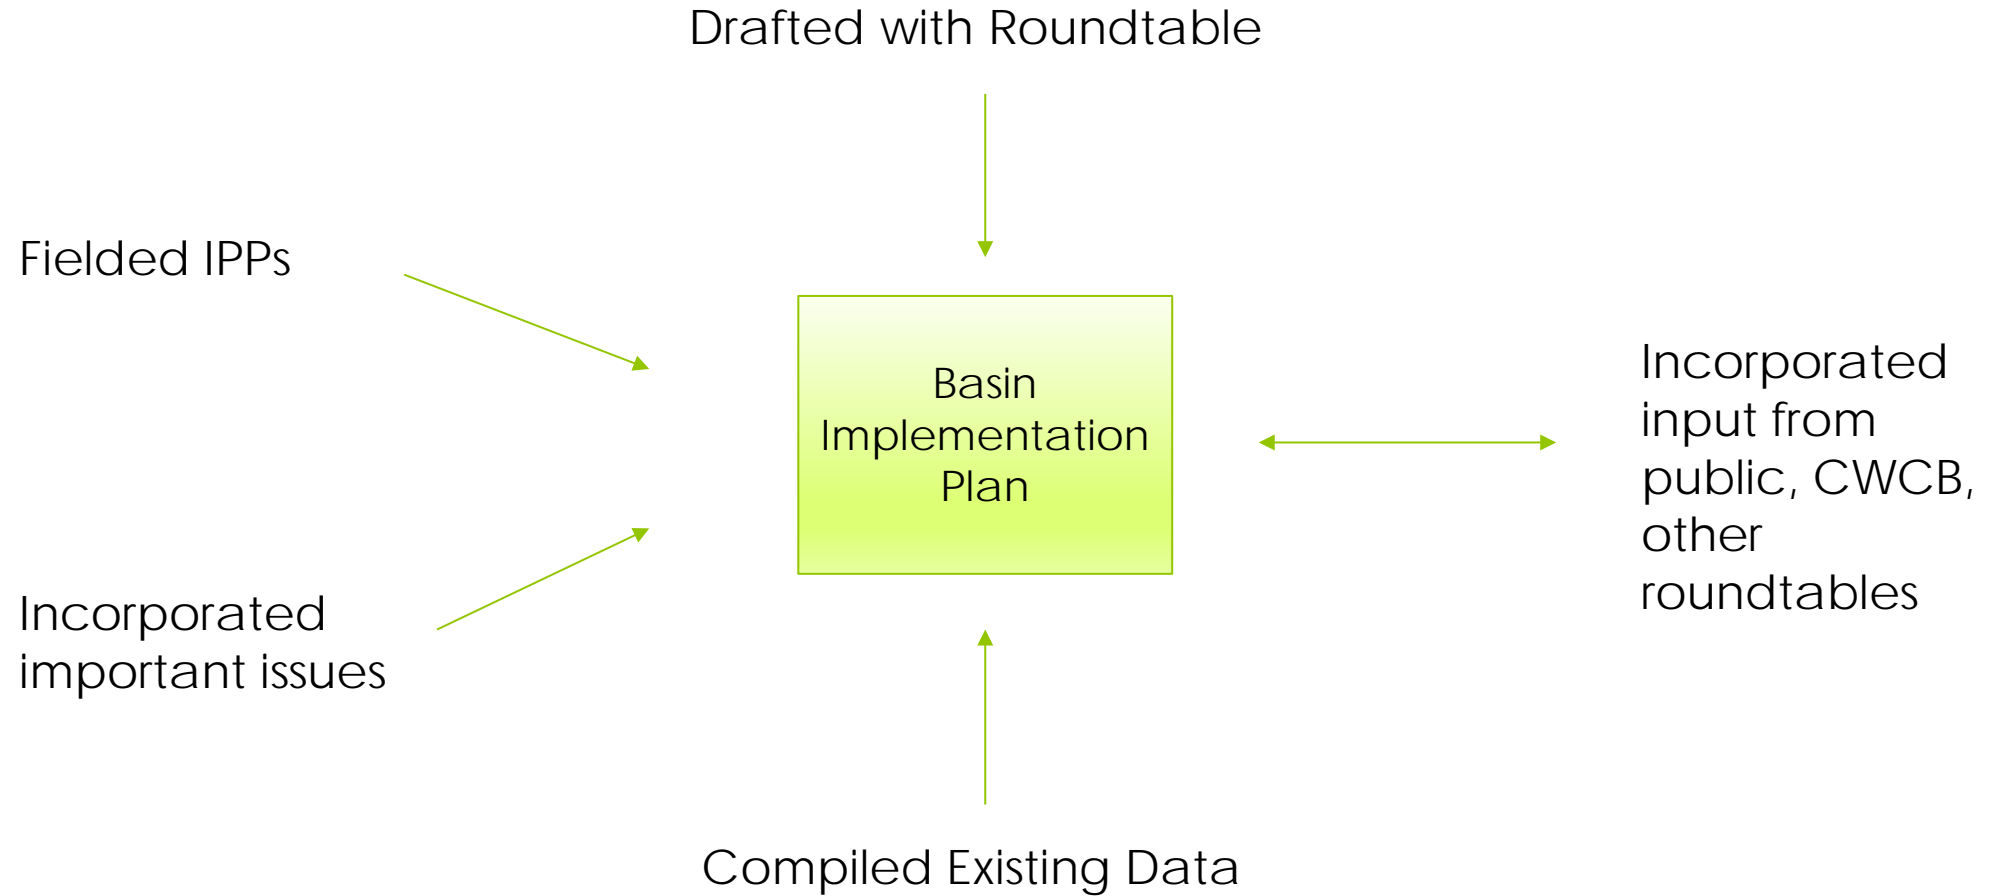 Drafted with Roundtable
Fielded IPPs
Basin
Implementation
Plan
Incorporated
input from
public, CWCB,
other
roundtables
Incorporated
important issues
Compiled Existing Data